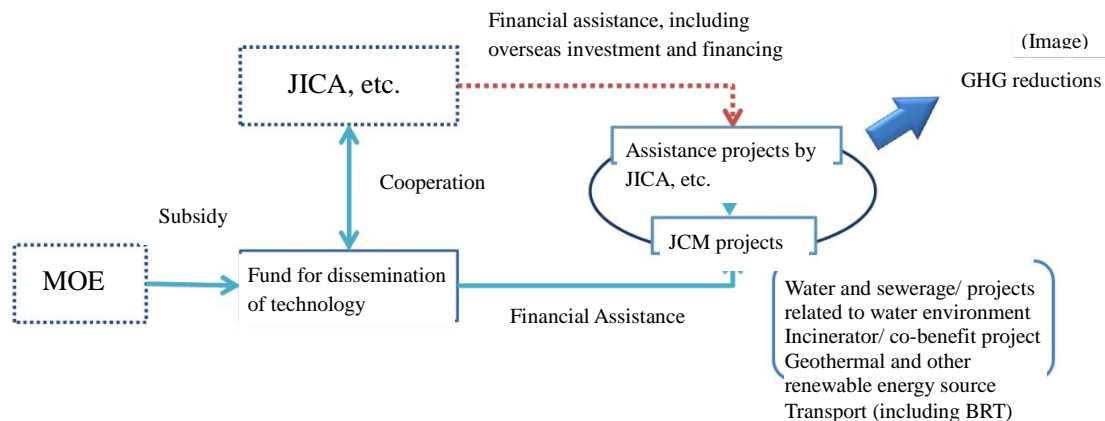 Financial assistance, including
overseas investment and financing
(Image)
GHG reductions
JICA, etc.
Assistance projects by
JICA, etc.
Cooperation
Subsidy
JCM projects
MOE
Fund for dissemination
of technology
Financial Assistance
Water and sewerage/ projects
related to water environment
Incinerator/ co-benefit project
Geothermal and other
renewable energy source
Transport (including BRT)